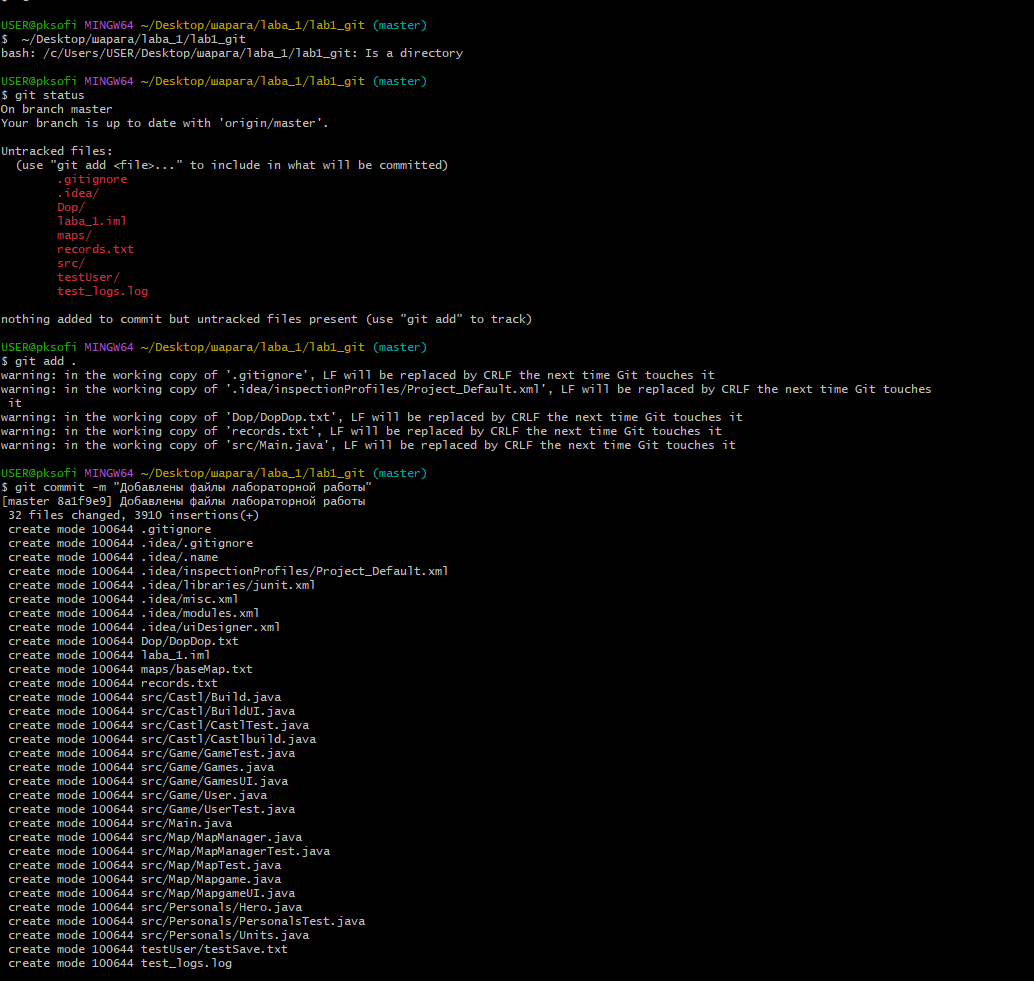 USER@pksofi MINGW64 ~/Desktop/шарага/laba_1/lab1_git (master)
$  ~/Desktop/шарага/laba_1/lab1_git
bash: /c/Users/USER/Desktop/шарага/laba_1/lab1_git: Is a directory
USER@pksofi MINGW64 ~/Desktop/шарага/laba_1/lab1_git (master)
$ git status
On branch master
Your branch is up to date with 'origin/master'.
Untracked files:
  (use "git add <file>..." to include in what will be committed)
        .gitignore
        .idea/
        Dop/
        laba_1.iml
        maps/
        records.txt
        src/
        testUser/
        test_logs.log
nothing added to commit but untracked files present (use "git add" to track)
USER@pksofi MINGW64 ~/Desktop/шарага/laba_1/lab1_git (master)
$ git add .
warning: in the working copy of '.gitignore', LF will be replaced by CRLF the next time Git touches it
warning: in the working copy of '.idea/inspectionProfiles/Project_Default.xml', LF will be replaced by CRLF the next time Git touches
 it
warning: in the working copy of 'Dop/DopDop.txt', LF will be replaced by CRLF the next time Git touches it
warning: in the working copy of 'records.txt', LF will be replaced by CRLF the next time Git touches it
warning: in the working copy of 'src/Main.java', LF will be replaced by CRLF the next time Git touches it
USER@pksofi MINGW64 ~/Desktop/шарага/laba_1/lab1_git (master)
$ git commit -m "Добавлены файлы лабораторной работы"
[master 8a1f9e9] Добавлены файлы лабораторной работы
 32 files changed, 3910 insertions(+)
 create mode 100644 .gitignore
 create mode 100644 .idea/.gitignore
 create mode 100644 .idea/.name
 create mode 100644 .idea/inspectionProfiles/Project_Default.xml
 create mode 100644 .idea/libraries/junit.xml
 create mode 100644 .idea/misc.xml
 create mode 100644 .idea/modules.xml
 create mode 100644 .idea/uiDesigner.xml
 create mode 100644 Dop/DopDop.txt
 create mode 100644 laba_1.iml
 create mode 100644 maps/baseMap.txt
 create mode 100644 records.txt
 create mode 100644 src/Castl/Build.java
 create mode 100644 src/Castl/BuildUI.java
 create mode 100644 src/Castl/CastlTest.java
 create mode 100644 src/Castl/Castlbuild.java
 create mode 100644 src/Game/GameTest.java
 create mode 100644 src/Game/Games.java
 create mode 100644 src/Game/GamesUI.java
 create mode 100644 src/Game/User.java
 create mode 100644 src/Game/UserTest.java
 create mode 100644 src/Main.java
 create mode 100644 src/Map/MapManager.java
 create mode 100644 src/Map/MapManagerTest.java
 create mode 100644 src/Map/MapTest.java
 create mode 100644 src/Map/Mapgame.java
 create mode 100644 src/Map/MapgameUI.java
 create mode 100644 src/Personals/Hero.java
 create mode 100644 src/Personals/PersonalsTest.java
 create mode 100644 src/Personals/Units.java
 create mode 100644 testUser/testSave.txt
 create mode 100644 test_logs.log